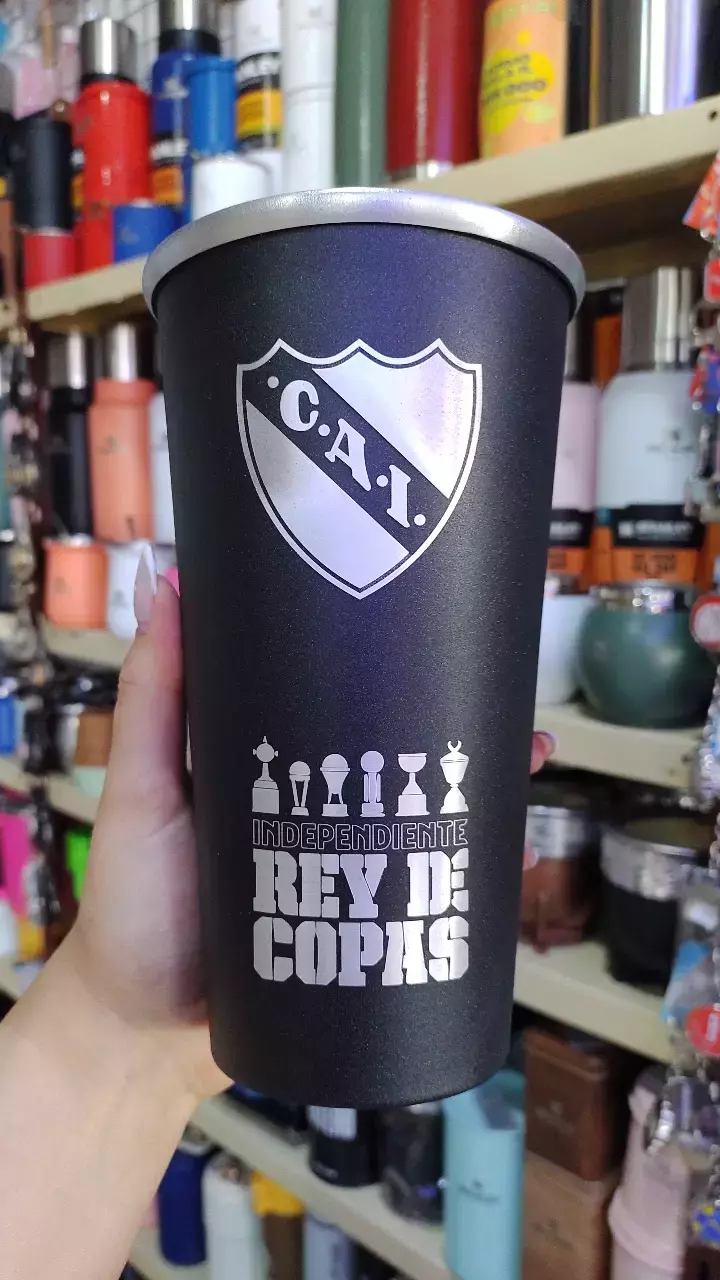 ·C·A·I·
INDEPENDIENTE
REY DE
COPAS